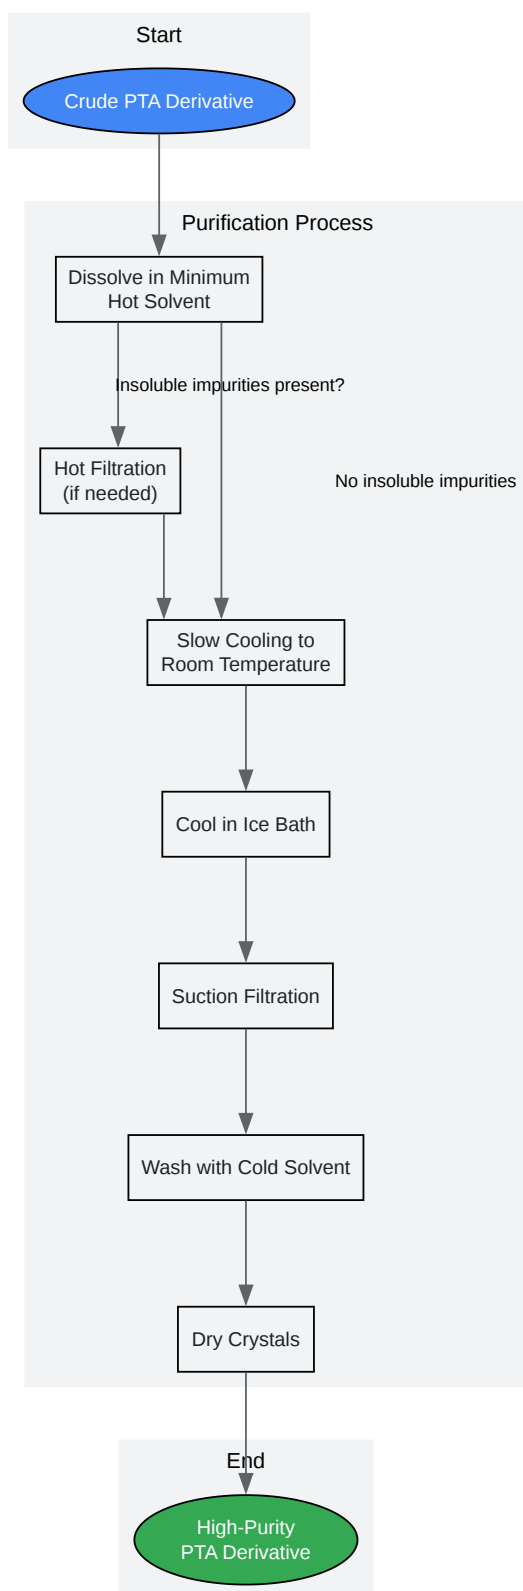 Start
Crude PTA Derivative
Purification Process
Dissolve in Minimum
Hot Solvent
Insoluble impurities present?
Hot Filtration
(if needed)
No insoluble impurities
Slow Cooling to
Room Temperature
Cool in Ice Bath
Suction Filtration
Wash with Cold Solvent
Dry Crystals
End
High-Purity
PTA Derivative